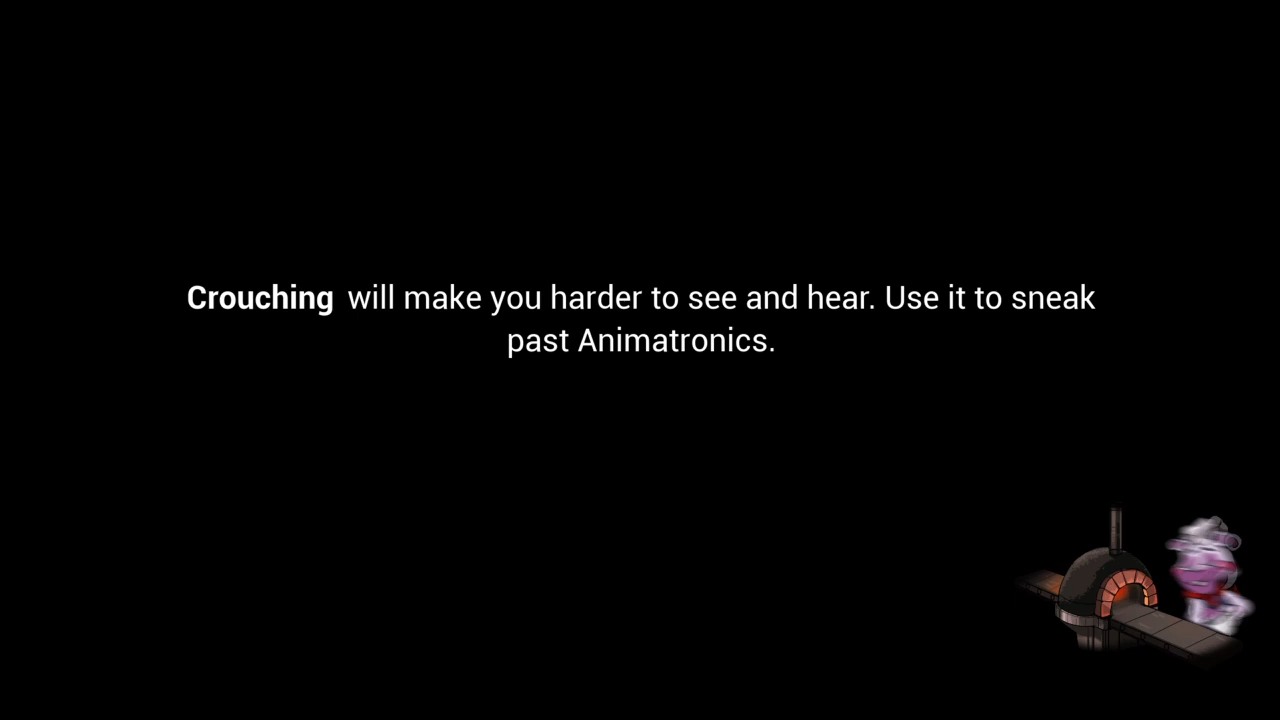 Crouching will make you harder to see and hear. Use it to sneak
past Animatronics.